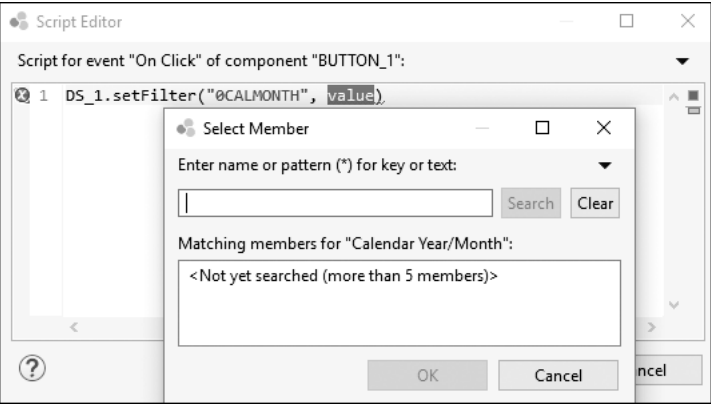 Script Editor
Script for event "On Click" of component "BUTTON_1":
1 DS_1.setFilter("0CALMONTH", value)
Select Member
Enter name or pattern (*) for key or text:
Search Clear
Matching members for "Calendar Year/Month":
<Not yet searched (more than 5 members)>
? OK Cancel ncel